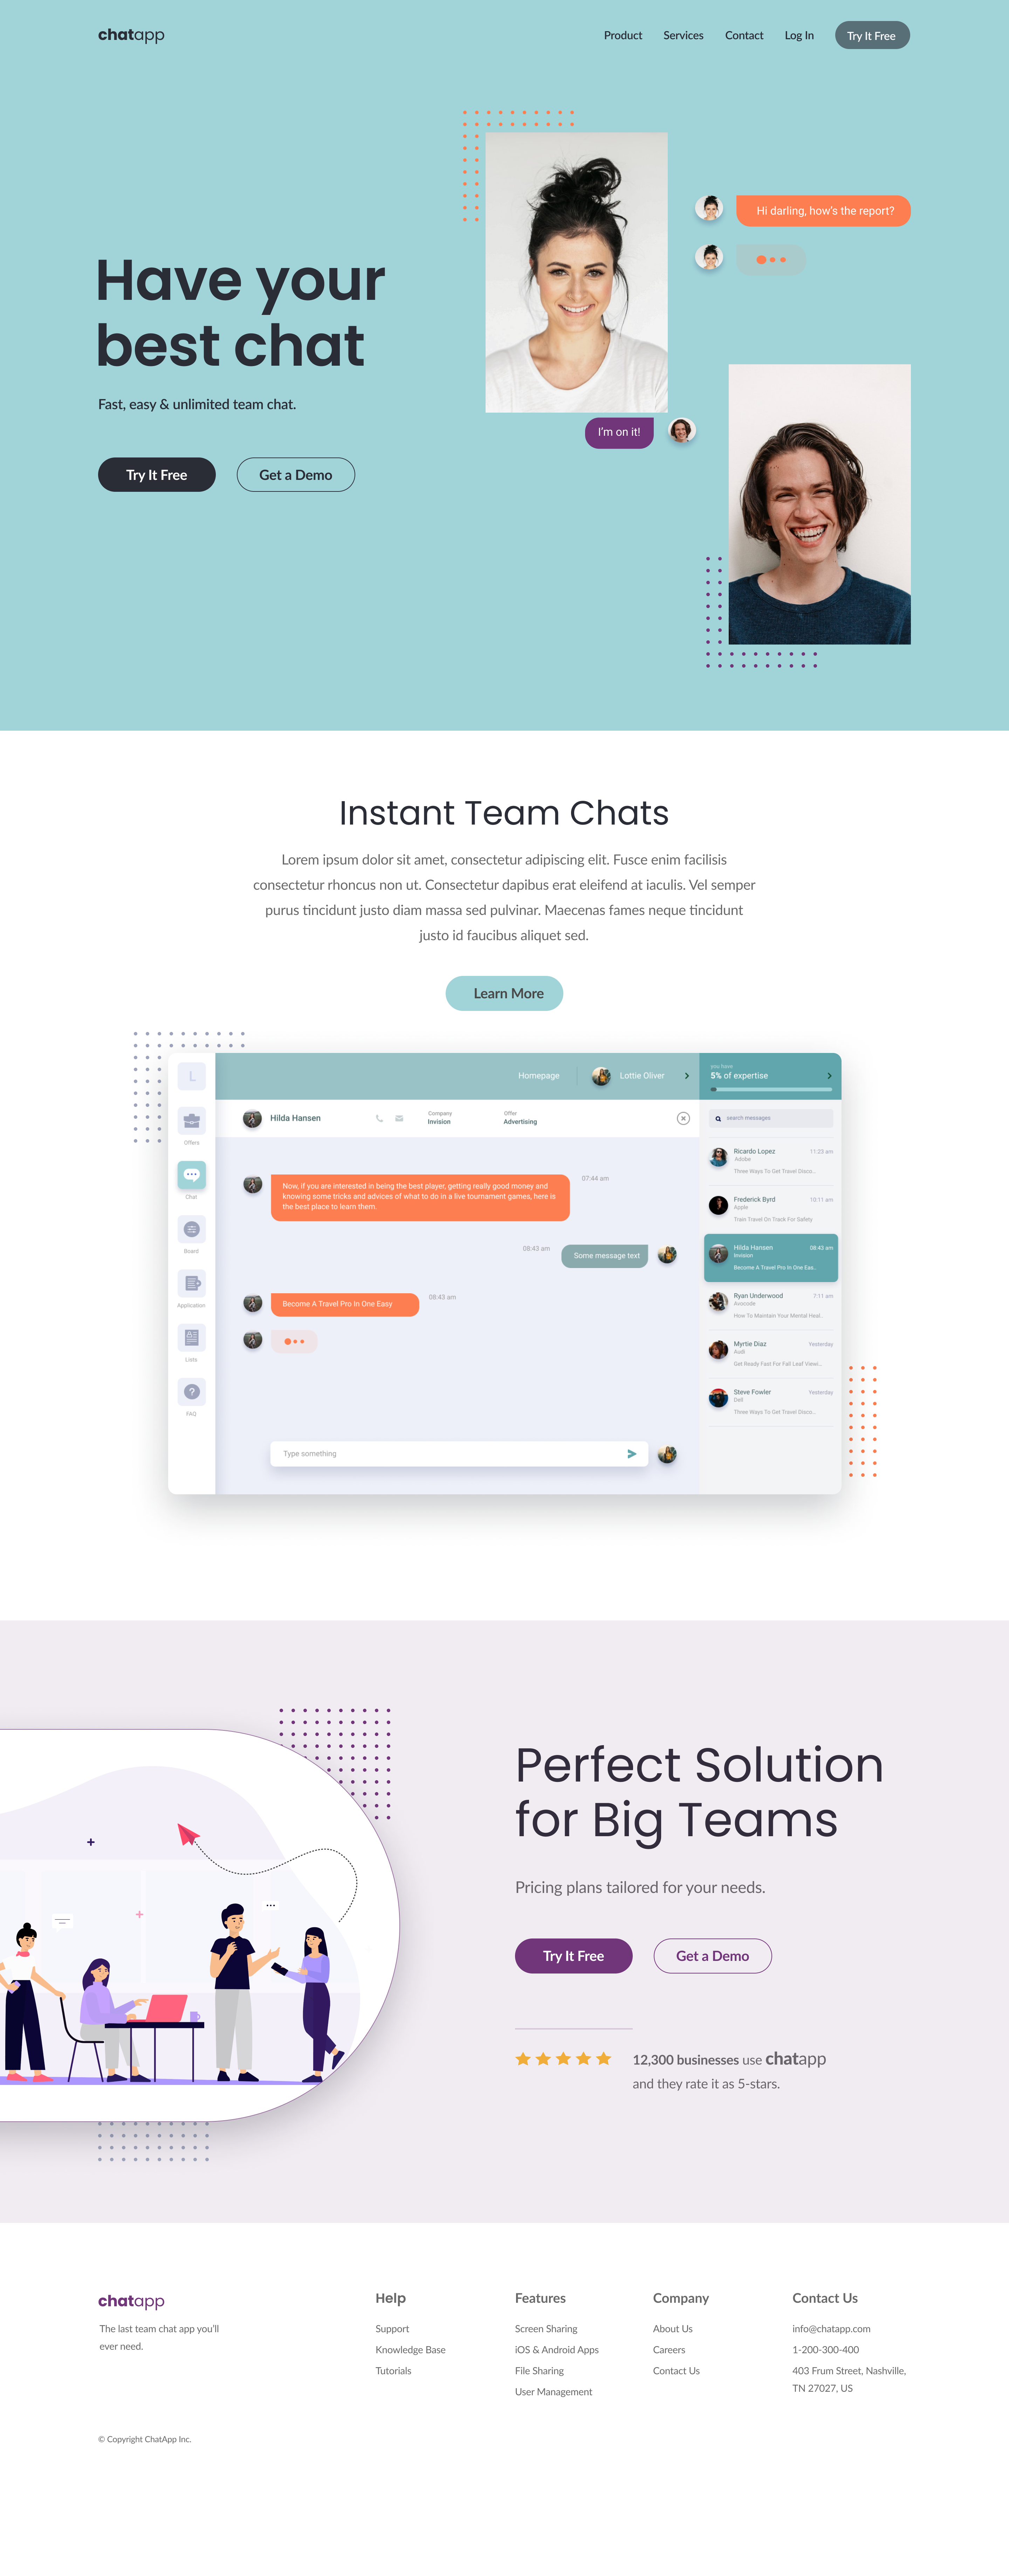 chatapp
Product
Services
Contact
Log In
Try It Free
Hi darling, how's the report?
Have your
best chat
Fast, easy & unlimited team chat.
I'm on it!
Try It Free
Get a Demo
Instant Team Chats
Lorem ipsum dolor sit amet, consectetur adipiscing elit. Fusce enim facilisis
consectetur rhoncus non ut. Consectetur dapibus erat eleifend at iaculis. Vel semper
purus tincidunt justo diam massa sed pulvinar. Maecenas fames neque tincidunt
justo id faucibus aliquet sed.
Learn More
L
Offers
Chat
Board
Application
Lists
FAQ
Homepage
Lottie Oliver
Hilda Hansen
Company
Invision
Offer
Advertising
Now, if you are interested in being the best player, getting really good money and
knowing some tricks and advices of what to do in a live tournament games, here is
the best place to learn them.
07:44 am
08:43 am
Some message text
Become A Travel Pro In One Easy
08:43 am
Type something
you have
5% of expertise
search messages
Ricardo Lopez
11:23 am
Adobe
Three Ways To Get Travel Disco...
Frederick Byrd
10:11 am
Apple
Train Travel On Track For Safety
Hilda Hansen
08:43 am
Invision
Become A Travel Pro In One Eas..
Ryan Underwood
7:11 am
Avocode
How To Maintain Your Mental Heal..
Myrtie Diaz
Yesterday
Audi
Get Ready Fast For Fall Leaf Viewi...
Steve Fowler
Yesterday
Dell
Three Ways To Get Travel Disco...
Perfect Solution
for Big Teams
Pricing plans tailored for your needs.
Try It Free
Get a Demo
12,300 businesses use chatapp
and they rate it as 5-stars.
chatapp
The last team chat app you'll
ever need.
Help
Support
Knowledge Base
Tutorials
Features
Screen Sharing
iOS & Android Apps
File Sharing
User Management
Company
About Us
Careers
Contact Us
Contact Us
info@chatapp.com
1-200-300-400
403 Frum Street, Nashville,
TN 27027, US
© Copyright ChatApp Inc.